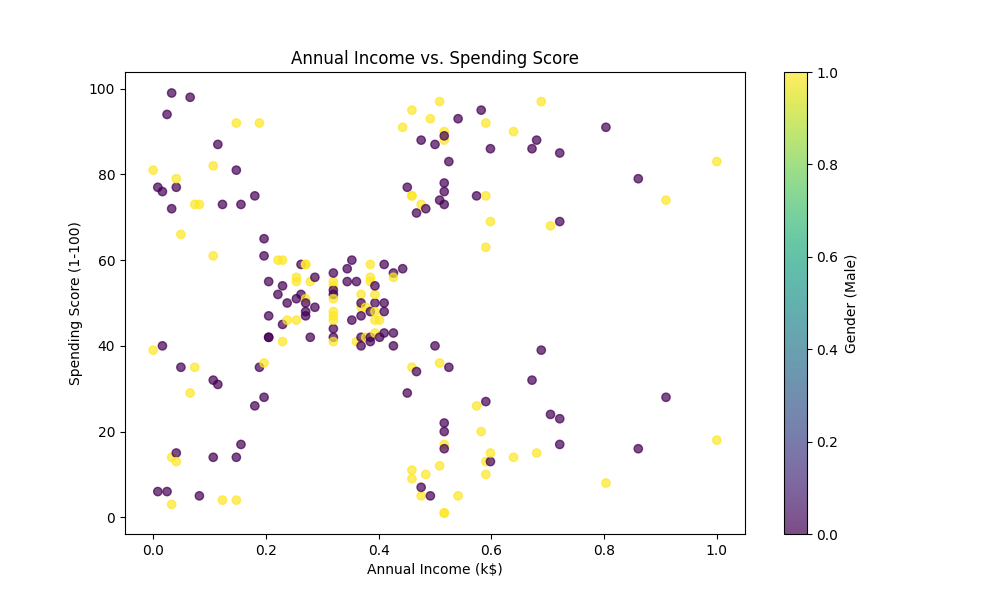 Annual Income vs. Spending Score
Spending Score (1-100)
100
80
60
40
20
0
0.0 0.2 0.4 0.6 0.8 1.0
Annual Income (k$)
1.0
0.8
0.6
0.4
0.2
0.0
Gender (Male)